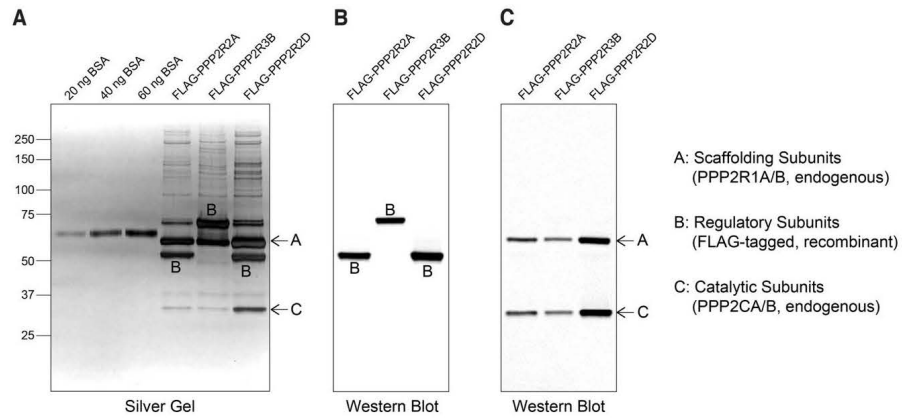 A
B
C
20 ng BSA
40 ng BSA
60 ng BSA
FLAG-PPP2R2A
FLAG-PPP2R3B
FLAG-PPP2R2D
FLAG-PPP2R2A
FLAG-PPP2R3B
FLAG-PPP2R2D
FLAG-PPP2R2A
FLAG-PPP2R3B
FLAG-PPP2R2D
250
150
100
75
50
37
25
B
B
B
A
C
B
B
B
A
C
A: Scaffolding Subunits
(PPP2R1A/B, endogenous)
B: Regulatory Subunits
(FLAG-tagged, recombinant)
C: Catalytic Subunits
(PPP2CA/B, endogenous)
Silver Gel
Western Blot
Western Blot